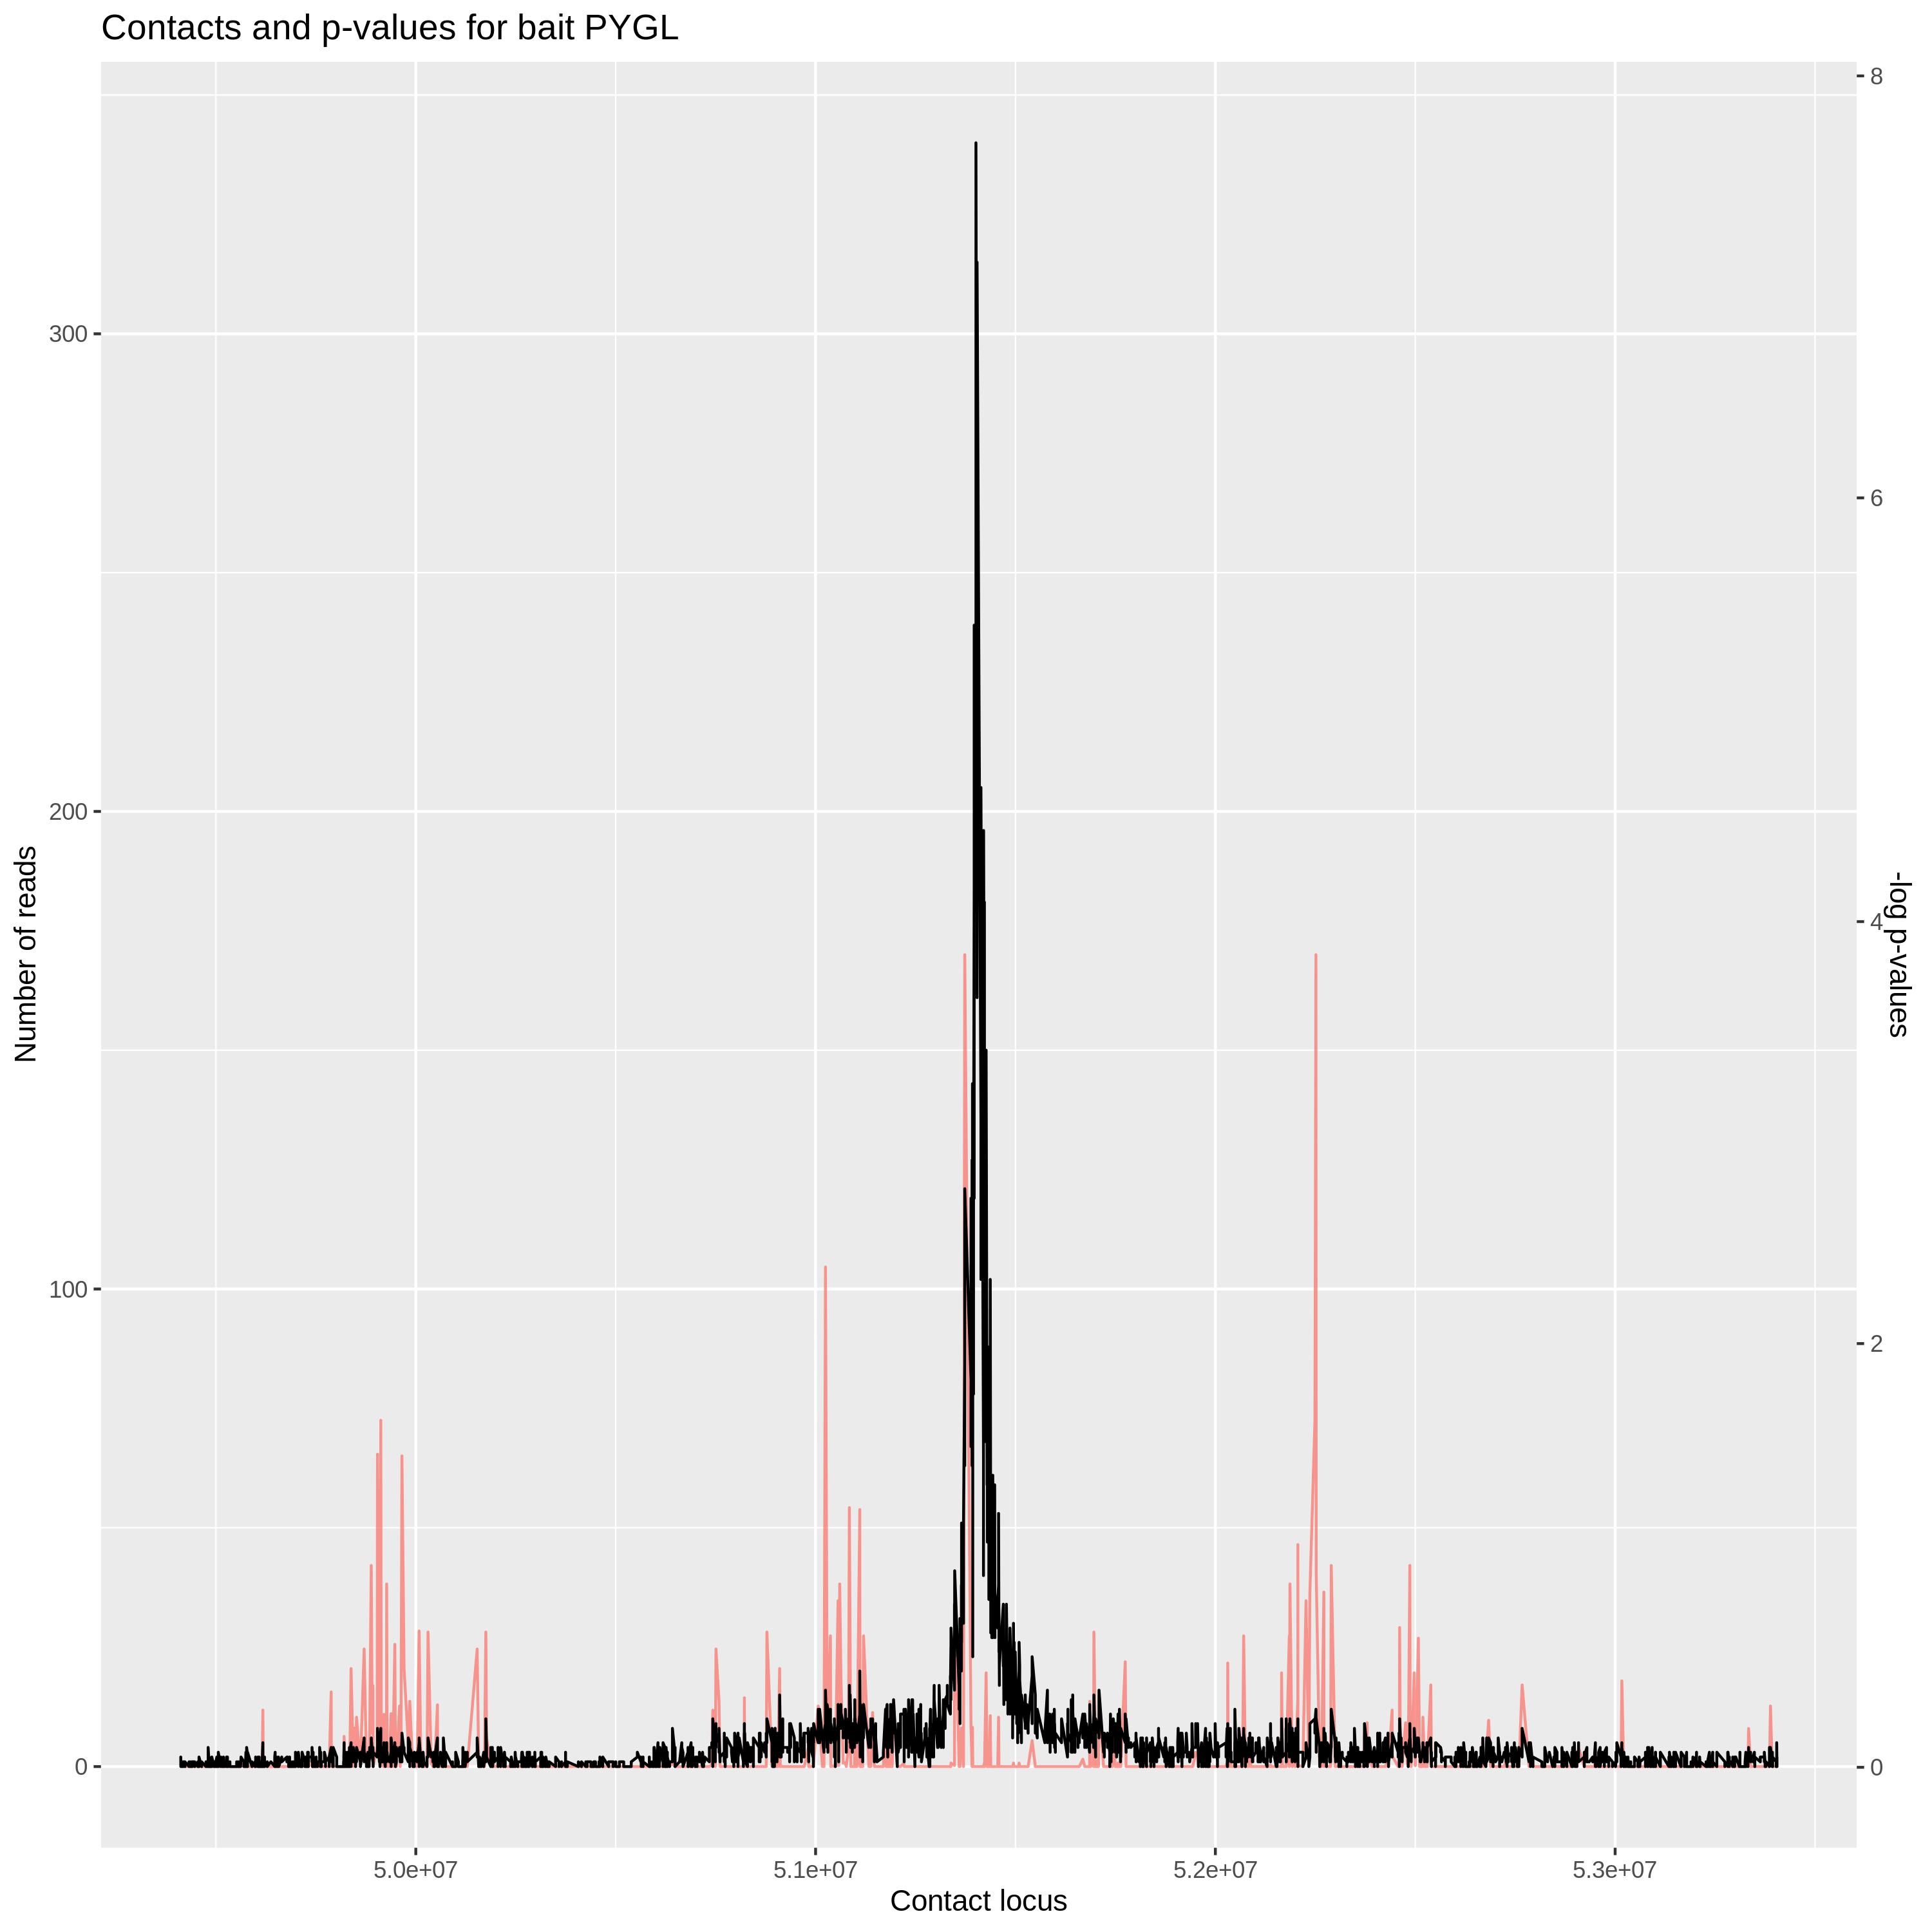 Contacts and p-values for bait PYGL
8
300
6
200
Number of reads
-log p-values
4
100
2
0
0
5.0e+07
5.1e+07
5.2e+07
5.3e+07
Contact locus